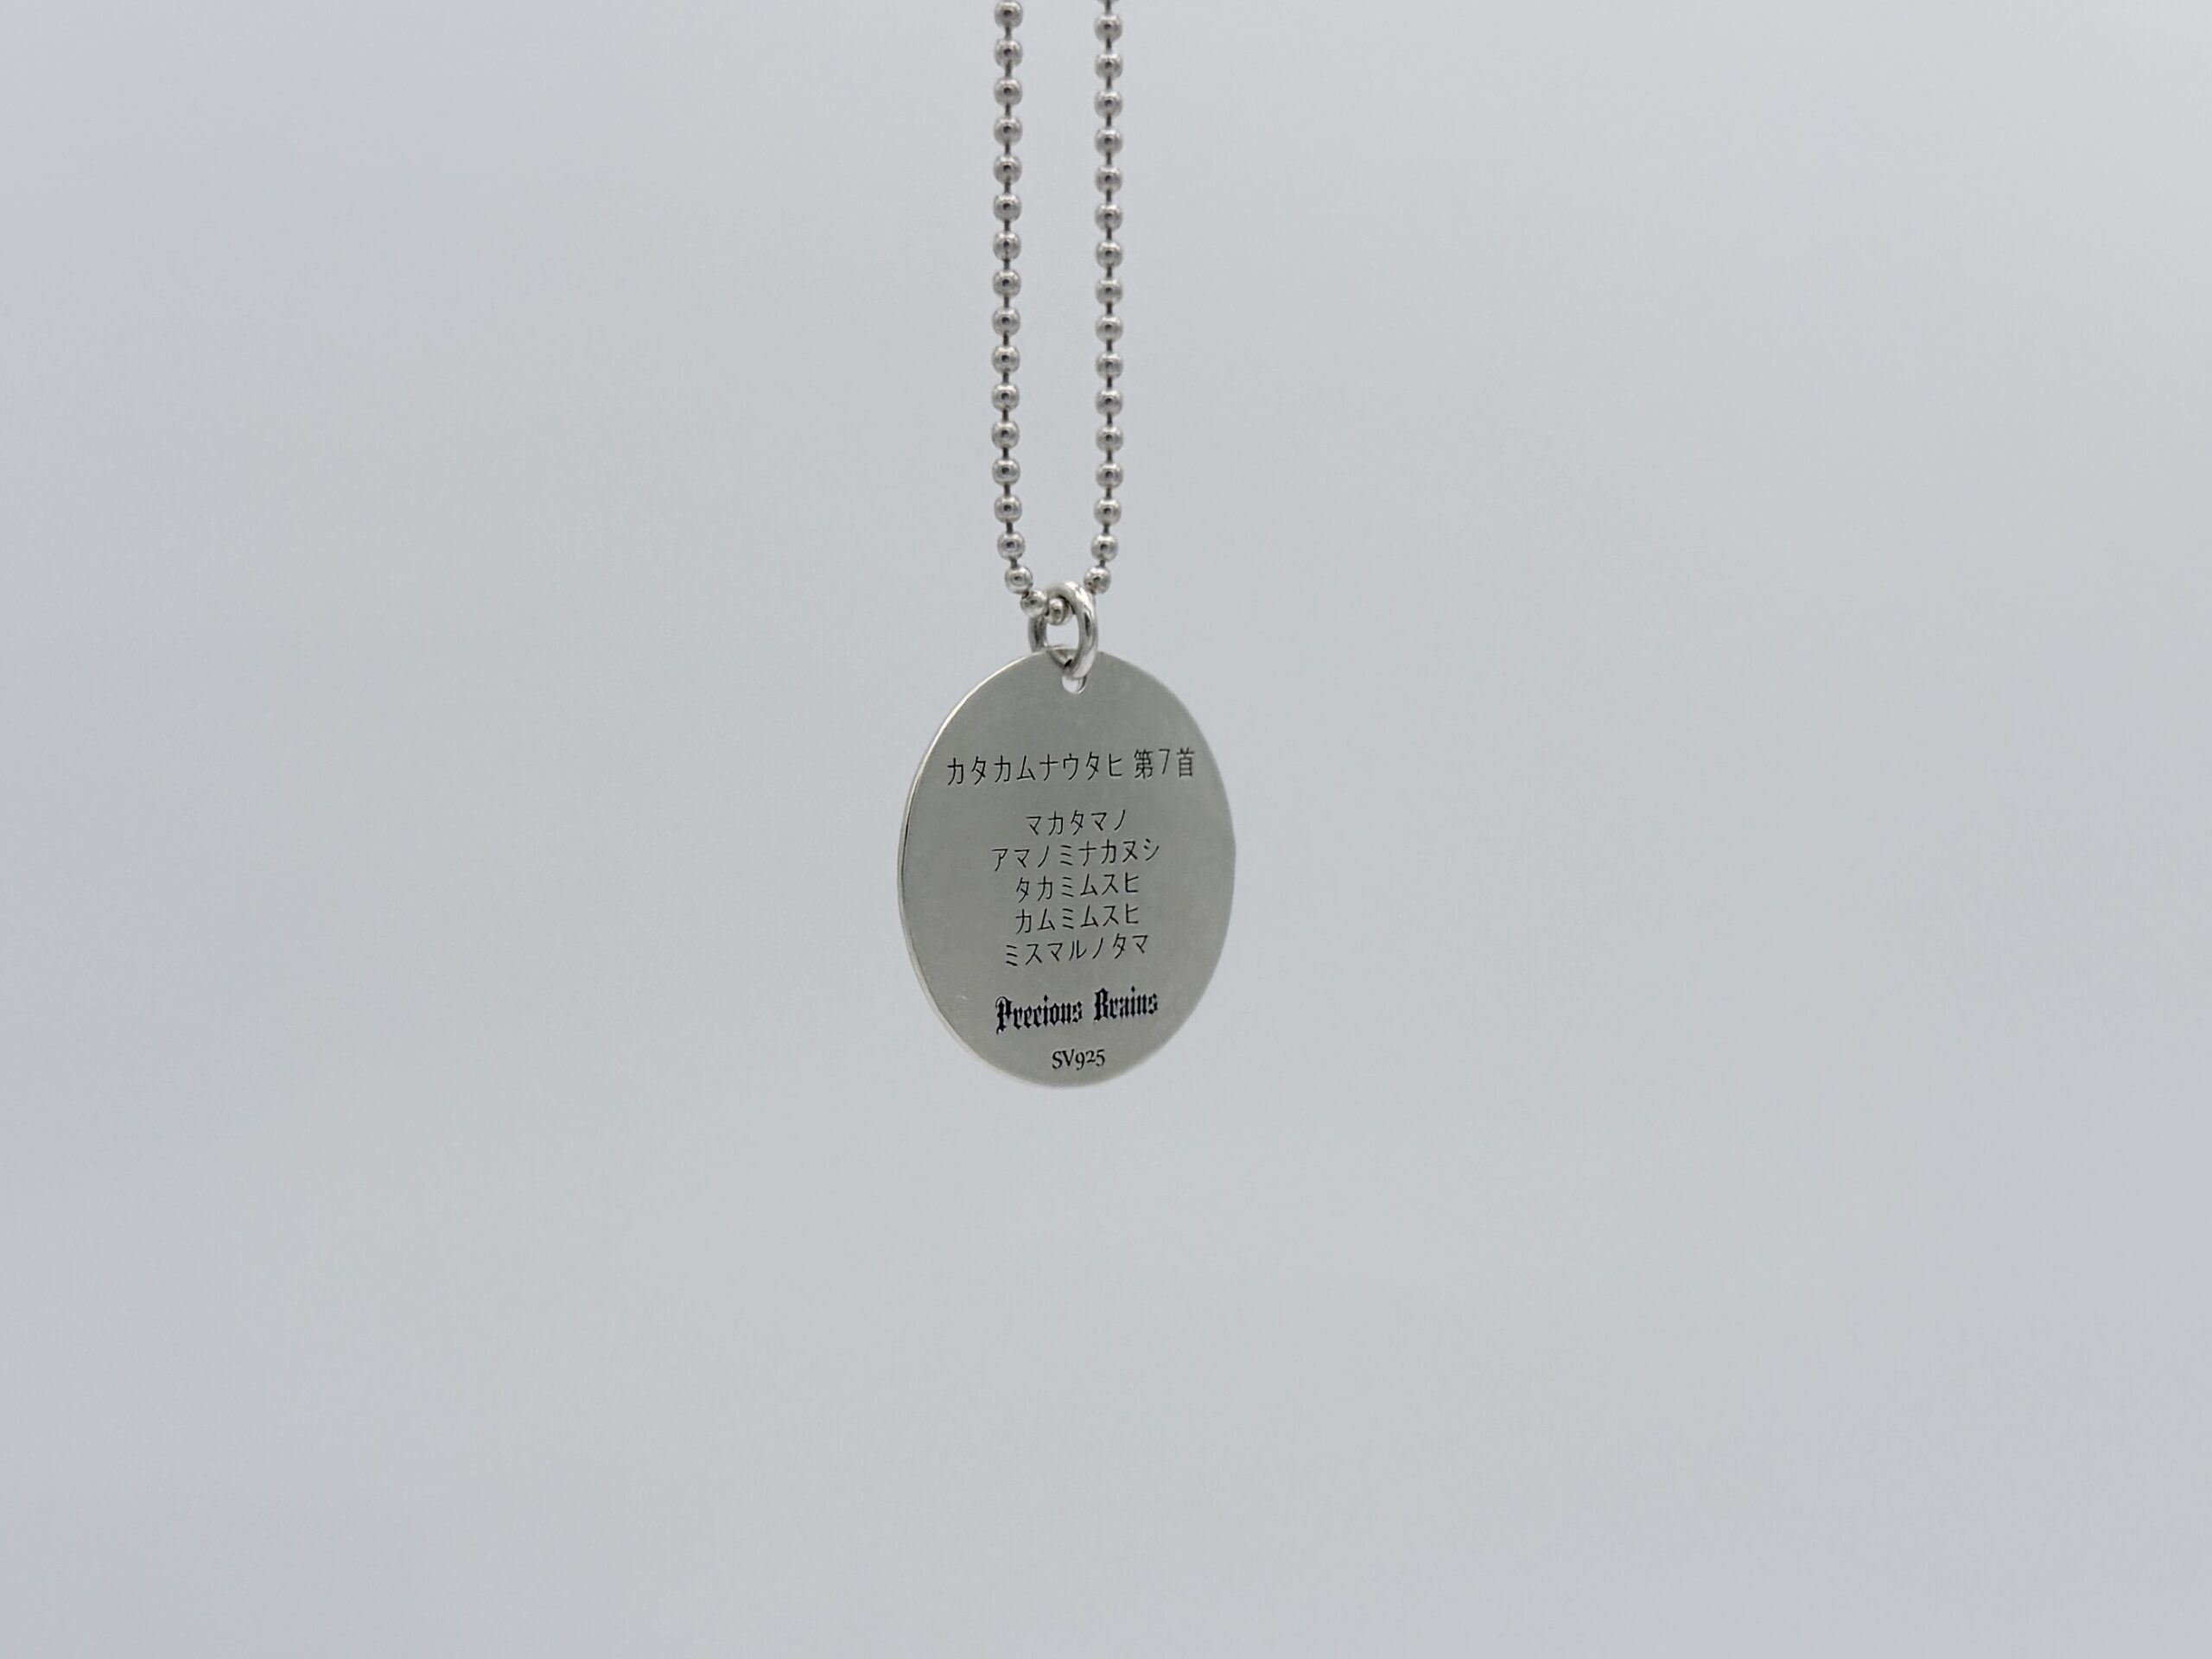 カタカムナウタヒ 第7首
マカタマノ
アマノミナカヌシ
タカミムスヒ
カムミムスヒ
ミスマルノタマ
Precious Brains
SV925